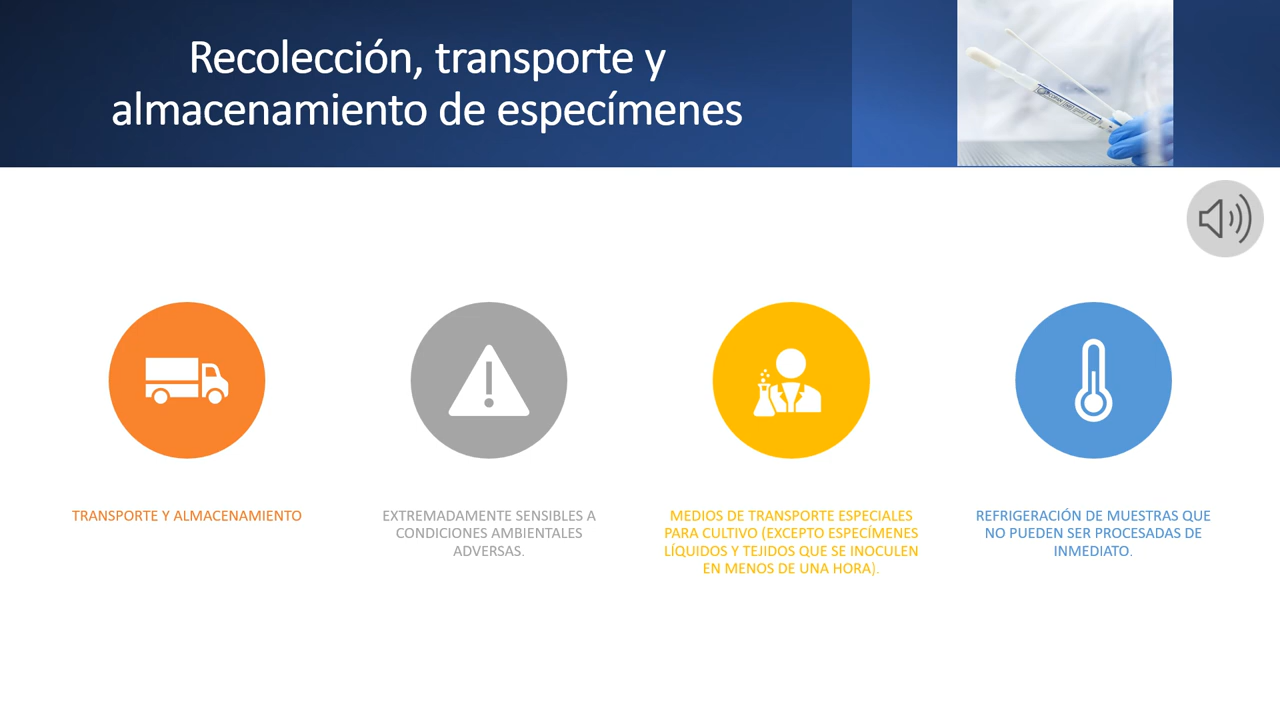 Recolección, transporte y
almacenamiento de especímenes
TRANSPORTE Y ALMACENAMIENTO
EXTREMADAMENTE SENSIBLES A
CONDICIONES AMBIENTALES
ADVERSAS.
MEDIOS DE TRANSPORTE ESPECIALES
PARA CULTIVO (EXCEPTO ESPECÍMENES
LÍQUIDOS Y TEJIDOS QUE SE INOCULEN
EN MENOS DE UNA HORA).
REFRIGERACIÓN DE MUESTRAS QUE
NO PUEDEN SER PROCESADAS DE
INMEDIATO.